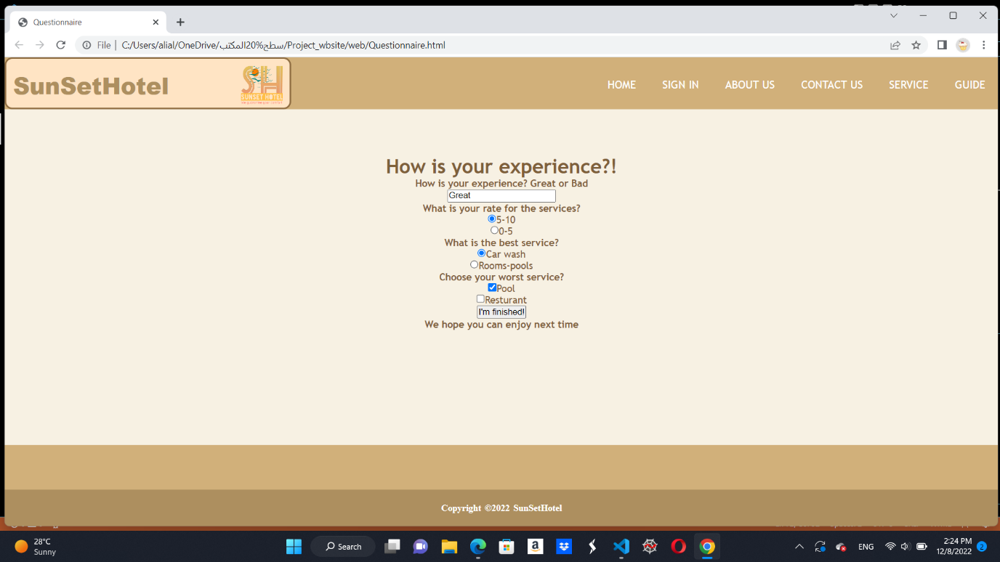 Questionnaire
File | C:/Users/alial/OneDrive/سطح%20المكتب/Project_wbsite/web/Questionnaire.html
SunSetHotel
SUNSET HOTEL
HOME SIGN IN ABOUT US CONTACT US SERVICE GUIDE
How is your experience?!
How is your experience? Great or Bad
Great
What is your rate for the services?
5-10
0-5
What is the best service?
Car wash
Rooms-pools
Choose your worst service?
Pool
Resturant
I'm finished!
We hope you can enjoy next time
Copyright ©2022 SunSetHotel
28°C
Sunny
Search
ENG
2:24 PM
12/8/2022
2